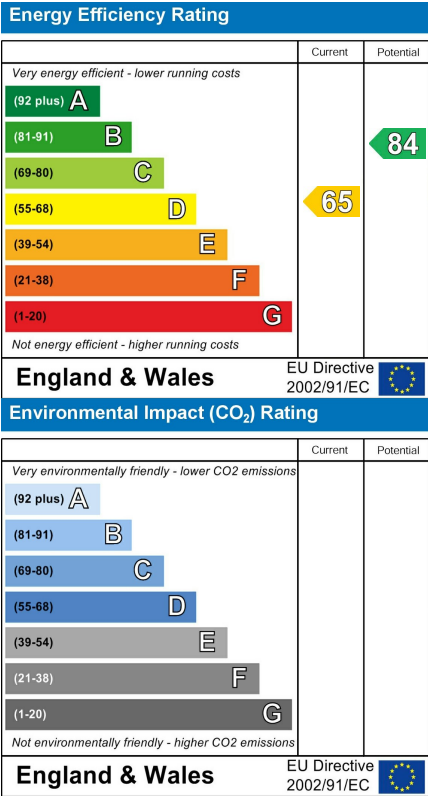 Energy Efficiency Rating
Current Potential
Very energy efficient - lower running costs
(92 plus) A
(81-91) B
84
(69-80) C
(55-68) D
65
(39-54) E
(21-38) F
(1-20) G
Not energy efficient - higher running costs
England & Wales
EU Directive
2002/91/EC
Environmental Impact (CO₂) Rating
Current Potential
Very environmentally friendly - lower CO2 emissions
(92 plus) A
(81-91) B
(69-80) C
(55-68) D
(39-54) E
(21-38) F
(1-20) G
Not environmentally friendly - higher CO2 emissions
England & Wales
EU Directive
2002/91/EC